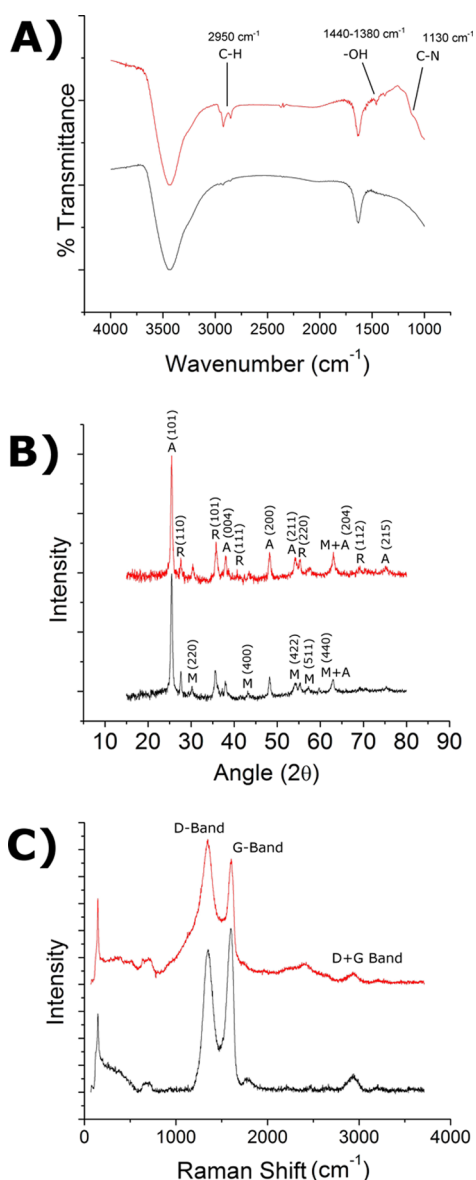 A)
2950 cm⁻¹
C-H
1440-1380 cm⁻¹
-OH
1130 cm⁻¹
C-N
% Transmittance
4000 3500 3000 2500 2000 1500 1000
Wavenumber (cm⁻¹)
B)
A (101)
R (110)
R (101)
A (004)
R (111)
A (200)
A (211)
R (220)
M+A (204)
R (112)
A (215)
M (220)
M (400)
M (422)
M (511)
M+A (440)
Intensity
10 20 30 40 50 60 70 80 90
Angle (2θ)
C)
D-Band
G-Band
D+G Band
Intensity
0 1000 2000 3000 4000
Raman Shift (cm⁻¹)